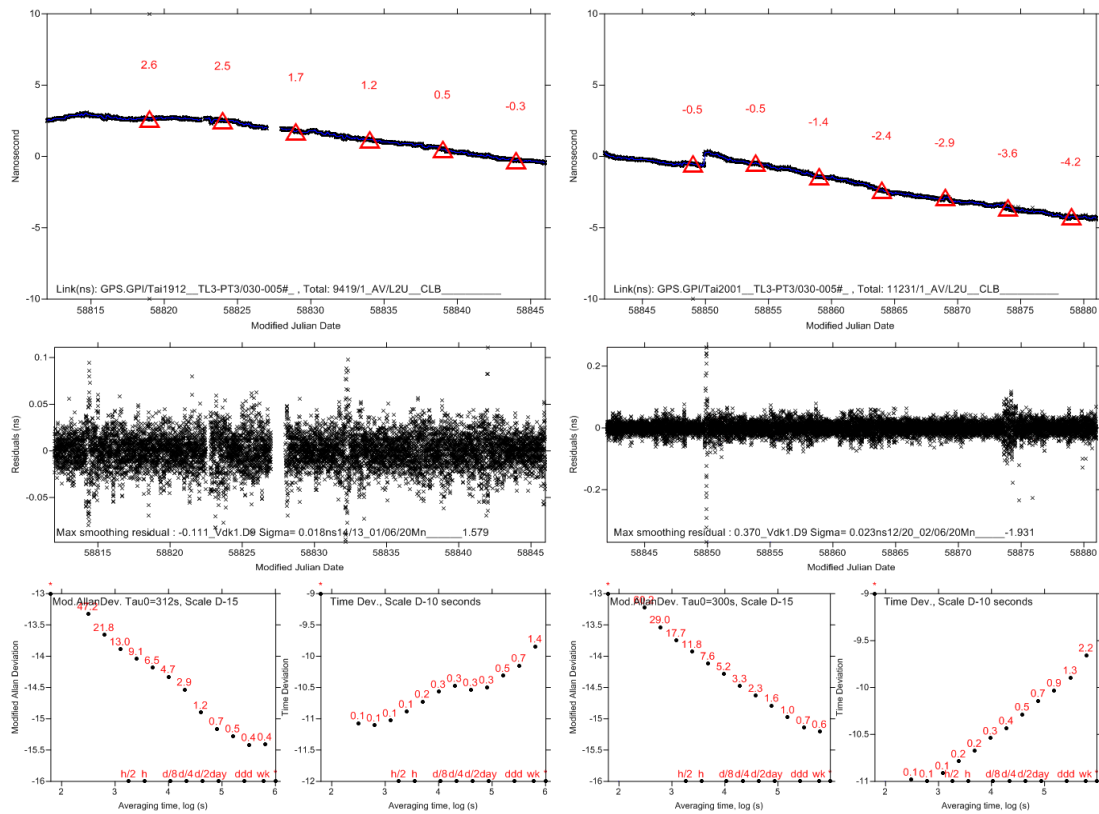 10
5
0
-5
-10
Nanosecond
2.6
2.5
1.7
1.2
0.5
-0.3
Link(ns): GPS.GPI/Tai1912__TL3-PT3/030-005#_ , Total: 9419/1_AV/L2U__CLB__________
58815 58820 58825 58830 58835 58840 58845
Modified Julian Date
10
5
0
-5
-10
Nanosecond
-0.5
-0.5
-1.4
-2.4
-2.9
-3.6
-4.2
Link(ns): GPS.GPI/Tai2001__TL3-PT3/030-005#_ , Total: 11231/1_AV/L2U__CLB__________
58845 58850 58855 58860 58865 58870 58875 58880
Modified Julian Date
0.1
0.05
0
-0.05
Residuals (ns)
Max smoothing residual : -0.111_Vdk1.D9 Sigma= 0.018ns14/13_01/06/20Mn______1.579
58815 58820 58825 58830 58835 58840 58845
Modified Julian Date
0.2
0
-0.2
Residuals (ns)
Max smoothing residual : 0.370_Vdk1.D9 Sigma= 0.023ns12/20_02/06/20Mn_____-1.931
58845 58850 58855 58860 58865 58870 58875 58880
Modified Julian Date
*
Mod.AllanDev. Tau0=312s, Scale D-15
-13
-13.5
-14
-14.5
-15
-15.5
-16
Modified Allan Deviation
47.2
21.8
13.0
9.1
6.5
4.7
2.9
1.2
0.7
0.5
0.4
0.4
h/2 h d/8 d/4 d/2 day ddd wk *
2 3 4 5 6
Averaging time, log (s)
*
Time Dev., Scale D-10 seconds
-9
-9.5
-10
-10.5
-11
-11.5
-12
Time Deviation
0.1
0.1
0.1
0.1
0.2
0.3
0.3
0.3
0.3
0.5
0.7
1.4
h/2 h d/8 d/4 d/2 day ddd wk *
2 3 4 5 6
Averaging time, log (s)
*
Mod.AllanDev. Tau0=300s, Scale D-15
-13
-13.5
-14
-14.5
-15
-15.5
-16
Modified Allan Deviation
29.0
17.7
11.8
7.6
5.2
3.3
2.3
1.6
1.0
0.7
0.6
h/2 h d/8 d/4 d/2 day ddd wk *
2 3 4 5
Averaging time, log (s)
*
Time Dev., Scale D-10 seconds
-9
-9.5
-10
-10.5
-11
Time Deviation
0.1
0.1
0.1
0.2
0.2
0.3
0.4
0.5
0.7
0.9
1.3
2.2
h/2 h d/8 d/4 d/2 day ddd wk *
2 3 4 5
Averaging time, log (s)